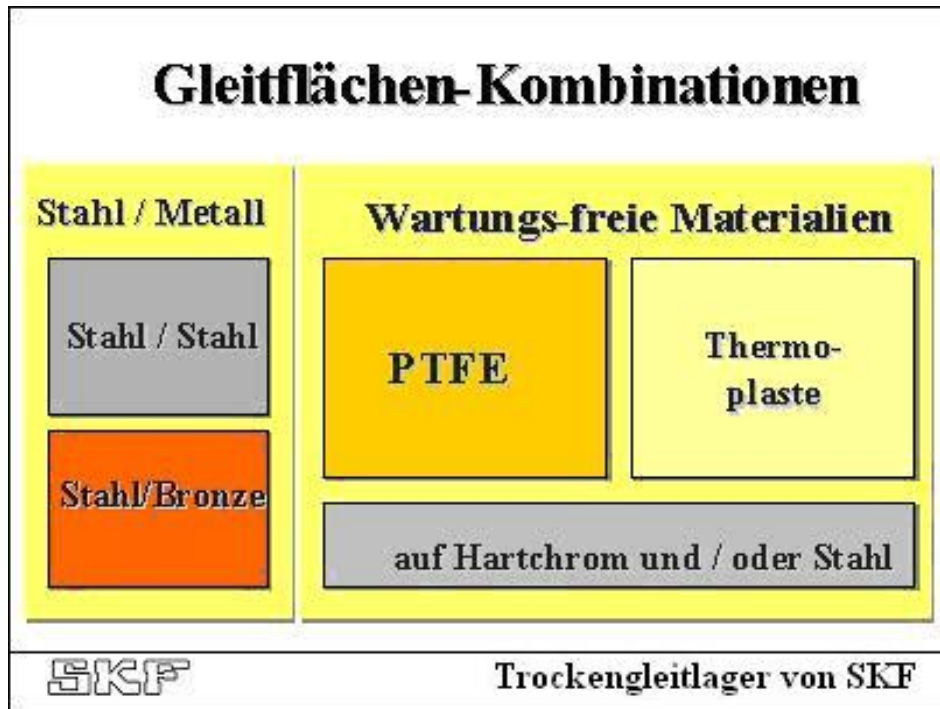 Gleitflächen-Kombinationen
Stahl / Metall
Stahl / Stahl
Stahl/Bronze
Wartungs-freie Materialien
PTFE
Thermo-
plaste
auf Hartchrom und / oder Stahl
SKF
Trockengleitlager von SKF